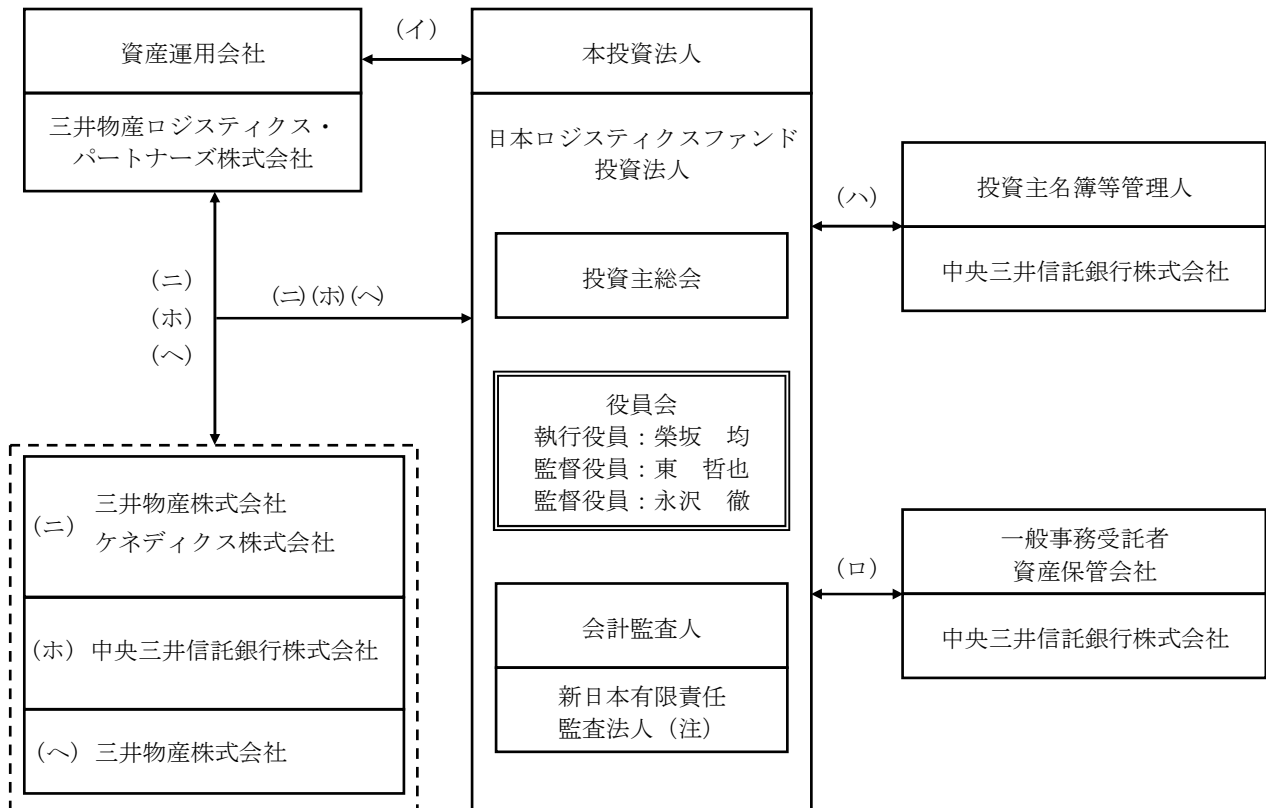 資産運用会社
三井物産ロジスティクス・
パートナーズ株式会社
(イ)
本投資法人
日本ロジスティクスファンド
投資法人
投資主総会
役員会
執行役員:榮坂 均
監督役員:東 哲也
監督役員:永沢 徹
会計監査人
新日本有限責任
監査法人(注)
(ハ)
投資主名簿等管理人
中央三井信託銀行株式会社
(ロ)
一般事務受託者
資産保管会社
中央三井信託銀行株式会社
(ニ)
(ホ)
(ヘ)
(ニ)(ホ)(ヘ)
(ニ) 三井物産株式会社
ケネディクス株式会社
(ホ) 中央三井信託銀行株式会社
(ヘ) 三井物産株式会社